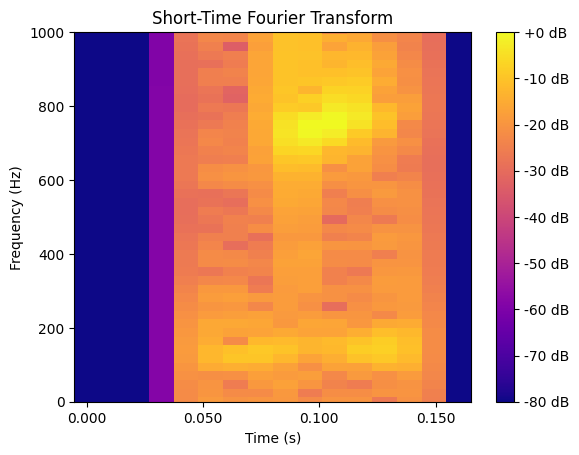 Short-Time Fourier Transform
1000
800
600
400
200
0
Frequency (Hz)
0.000
0.050
0.100
0.150
Time (s)
+0 dB
-10 dB
-20 dB
-30 dB
-40 dB
-50 dB
-60 dB
-70 dB
-80 dB